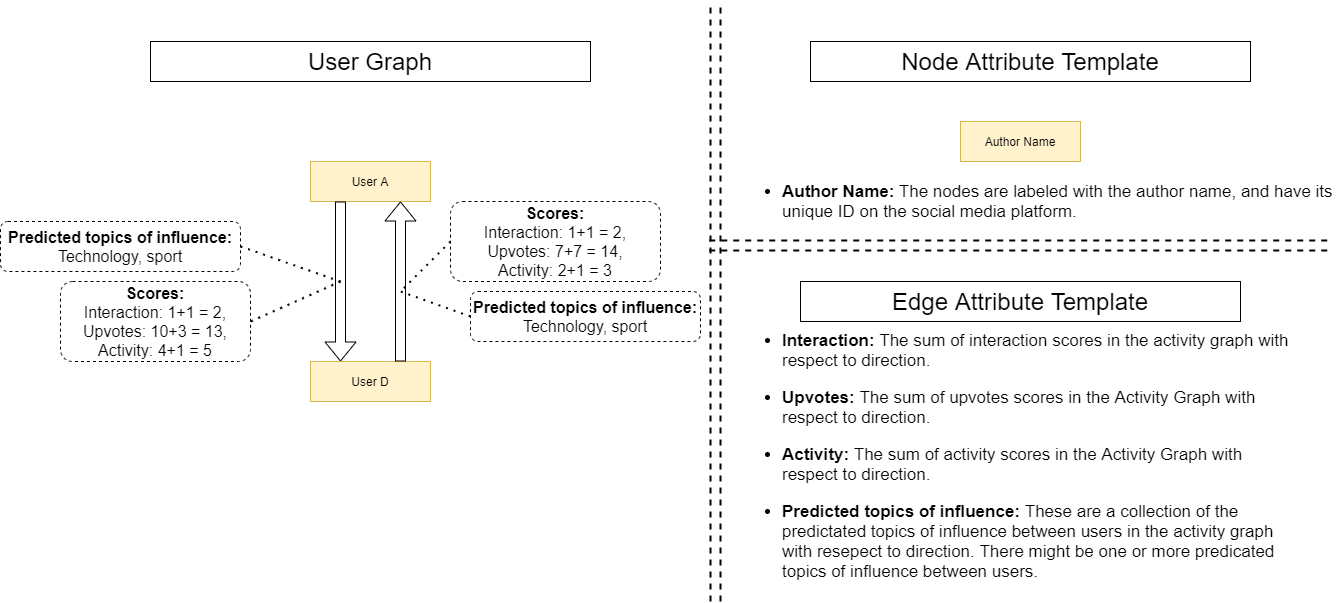 User Graph
User A
Predicted topics of influence:
Technology, sport
Scores:
Interaction: 1+1 = 2,
Upvotes: 10+3 = 13,
Activity: 4+1 = 5
Scores:
Interaction: 1+1 = 2,
Upvotes: 7+7 = 14,
Activity: 2+1 = 3
Predicted topics of influence:
Technology, sport
User D
Node Attribute Template
Author Name
• Author Name: The nodes are labeled with the author name, and have its
unique ID on the social media platform.
Edge Attribute Template
• Interaction: The sum of interaction scores in the activity graph with
respect to direction.
• Upvotes: The sum of upvotes scores in the Activity Graph with
respect to direction.
• Activity: The sum of activity scores in the Activity Graph with
respect to direction.
• Predicted topics of influence: These are a collection of the
predictated topics of influence between users in the activity graph
with resepect to direction. There might be one or more predicated
topics of influence between users.